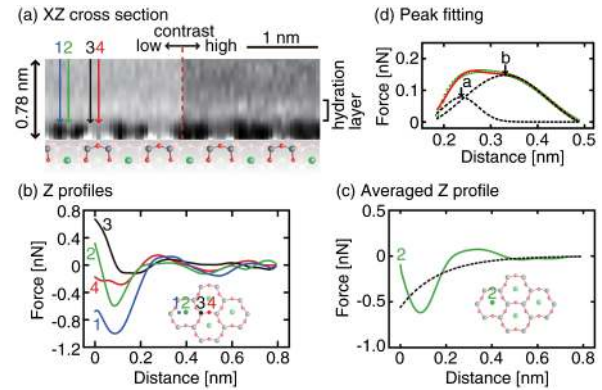 (a) XZ cross section
contrast
low high
1 nm
12 34
0.78 nm
hydration
layer
(d) Peak fitting
Force [nN]
0.2
0.1
0
a
b
0.2 0.3 0.4 0.5
Distance [nm]
(b) Z profiles
Force [nN]
0.8
0.4
0
-0.4
-0.6
-1.2
3
2
4
1
12 34
0 0.2 0.4 0.6 0.8
Distance [nm]
(c) Averaged Z profile
Force [nN]
0.5
0
-0.5
-1.0
2
2
0 0.2 0.4 0.6 0.8
Distance [nm]